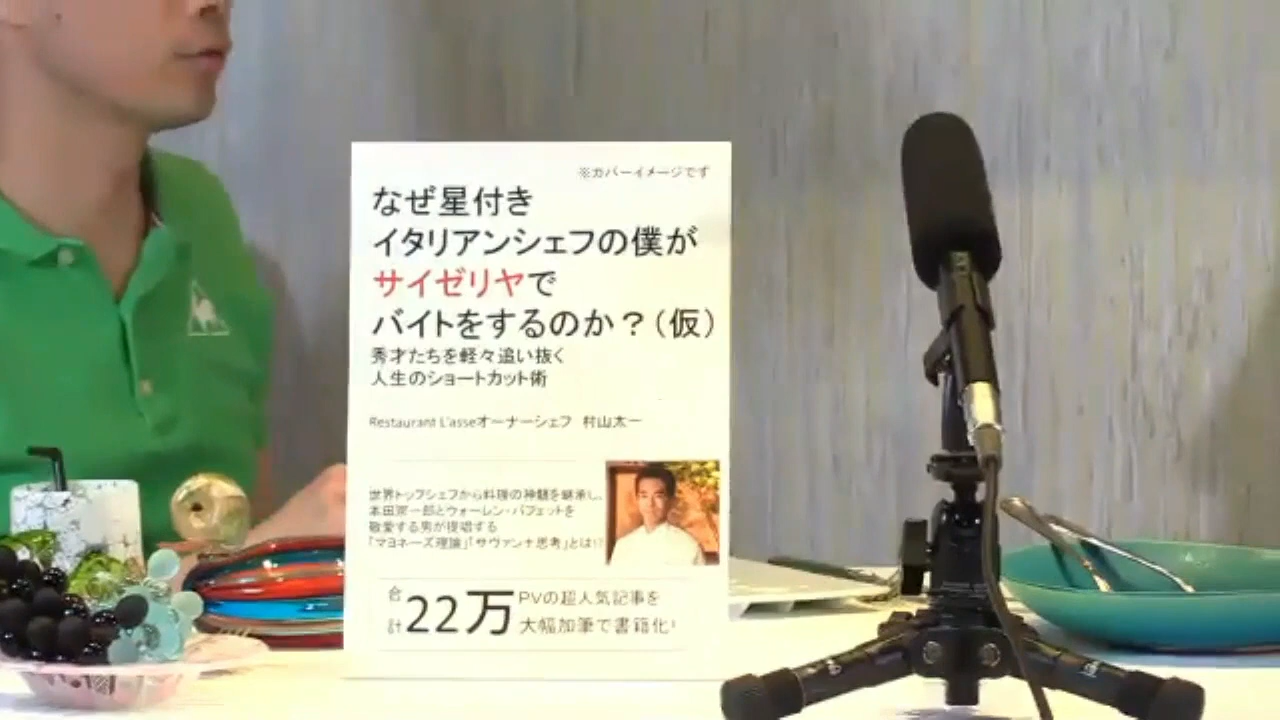 ※カバーイメージです
なぜ星付き
イタリアンシェフの僕が
サイゼリヤで
バイトをするのか？（仮）
秀才たちを軽々追い抜く
人生のショートカット術
Restaurant L'asseオーナーシェフ 村山太一
世界トップシェフから料理の神髄を継承し、
本田宗一郎とウォーレン・バフェットを
敬愛する男が提唱する
「マヨネーズ理論」「サヴァンナ思考」とは!?
合計22万PVの超人気記事を
大幅加筆で書籍化!